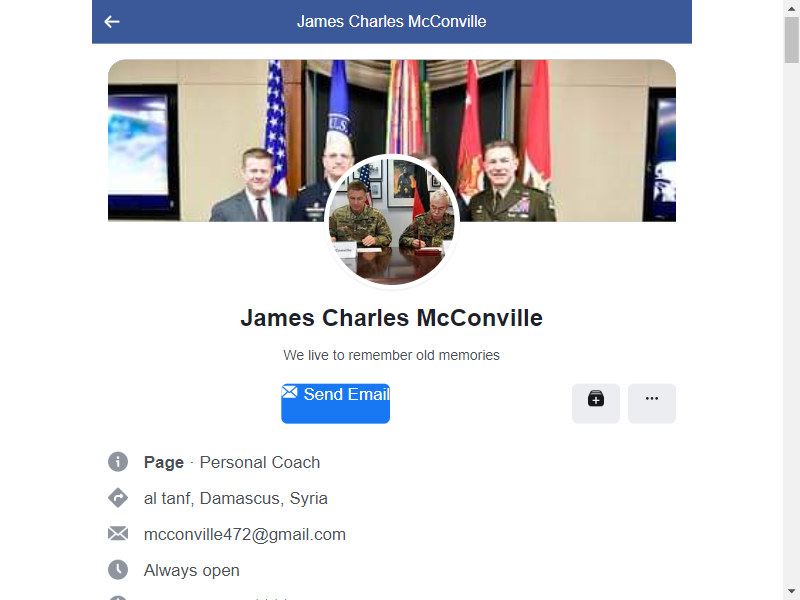 James Charles McConville
U.S.
James Charles McConville
We live to remember old memories
Send Email
Page · Personal Coach
al tanf, Damascus, Syria
mcconville472@gmail.com
Always open